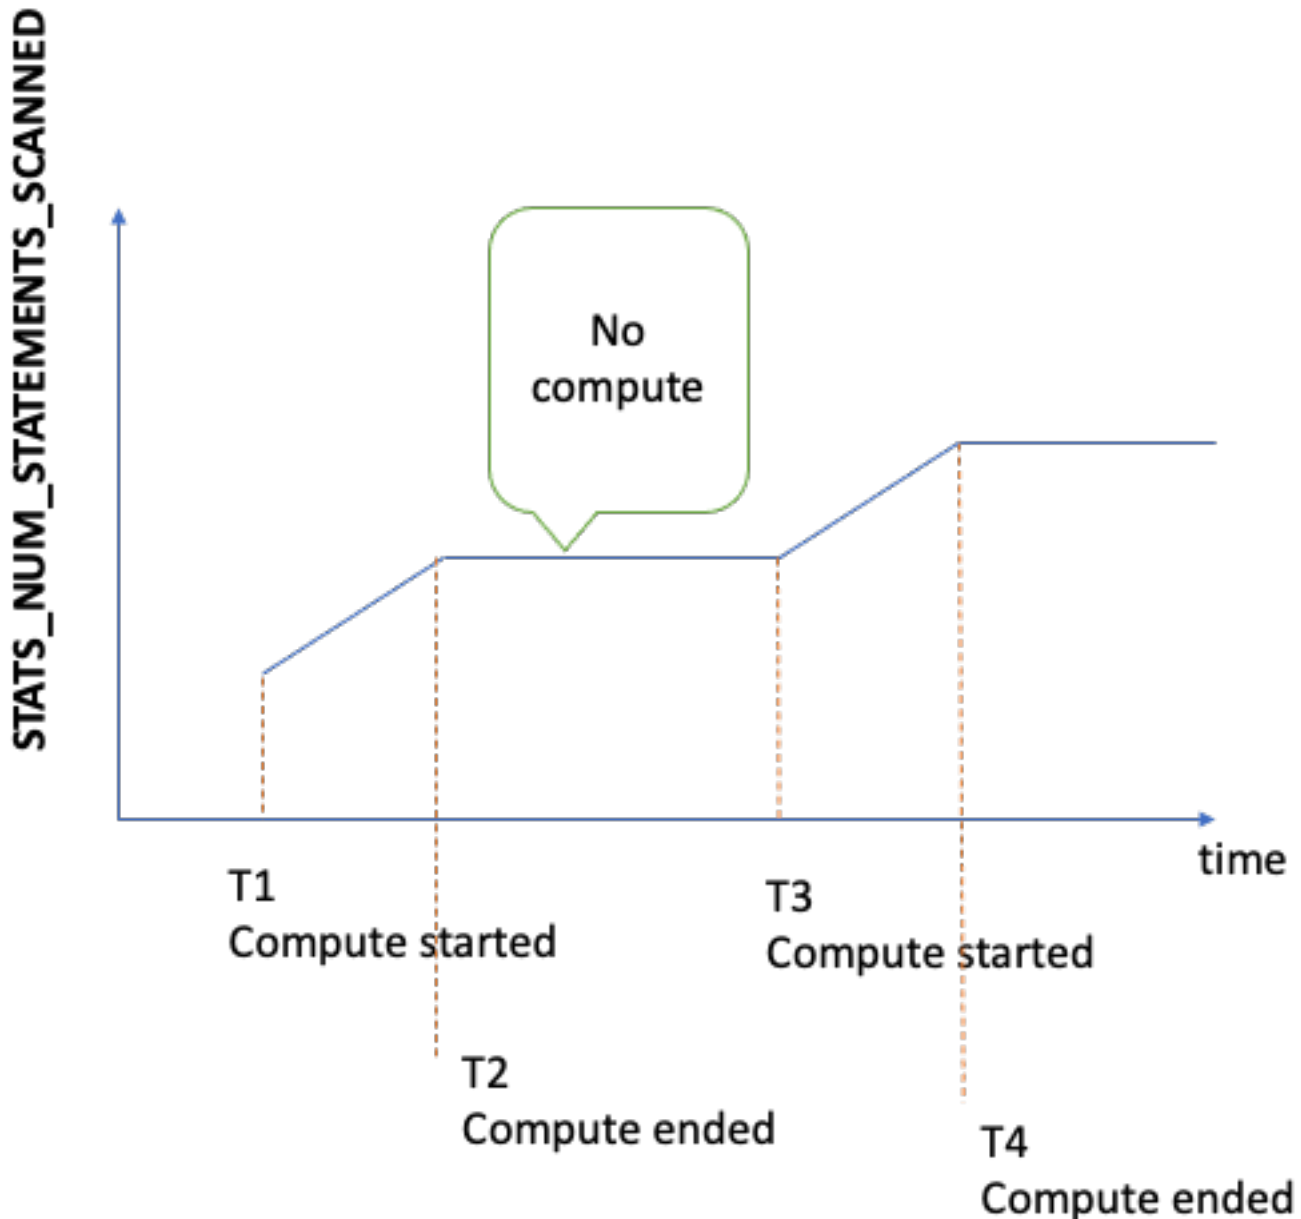 STATS_NUM_STATEMENTS_SCANNED
No
compute
time
T1
Compute started
T3
Compute started
T2
Compute ended
T4
Compute ended